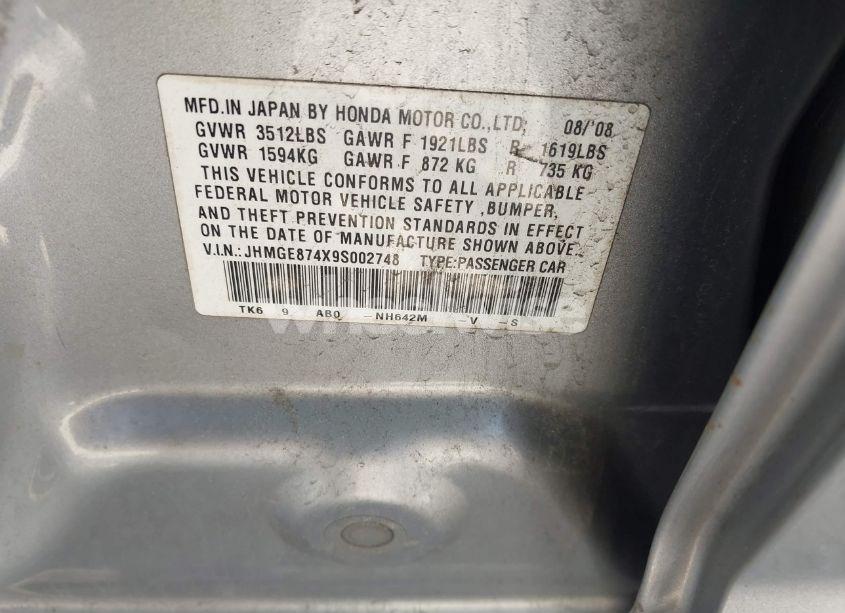 MFD.IN JAPAN BY HONDA MOTOR CO.,LTD, 08/'08
GVWR 3512LBS GAWR F 1921LBS R 1619LBS
GVWR 1594KG GAWR F 872 KG R 735 KG
THIS VEHICLE CONFORMS TO ALL APPLICABLE
FEDERAL MOTOR VEHICLE SAFETY ,BUMPER,
AND THEFT PREVENTION STANDARDS IN EFFECT
ON THE DATE OF MANUFACTURE SHOWN ABOVE.
V.I.N.: JHMGE874X9S002748 TYPE:PASSENGER CAR
TK6 9 AB0 -NH642M -V -S